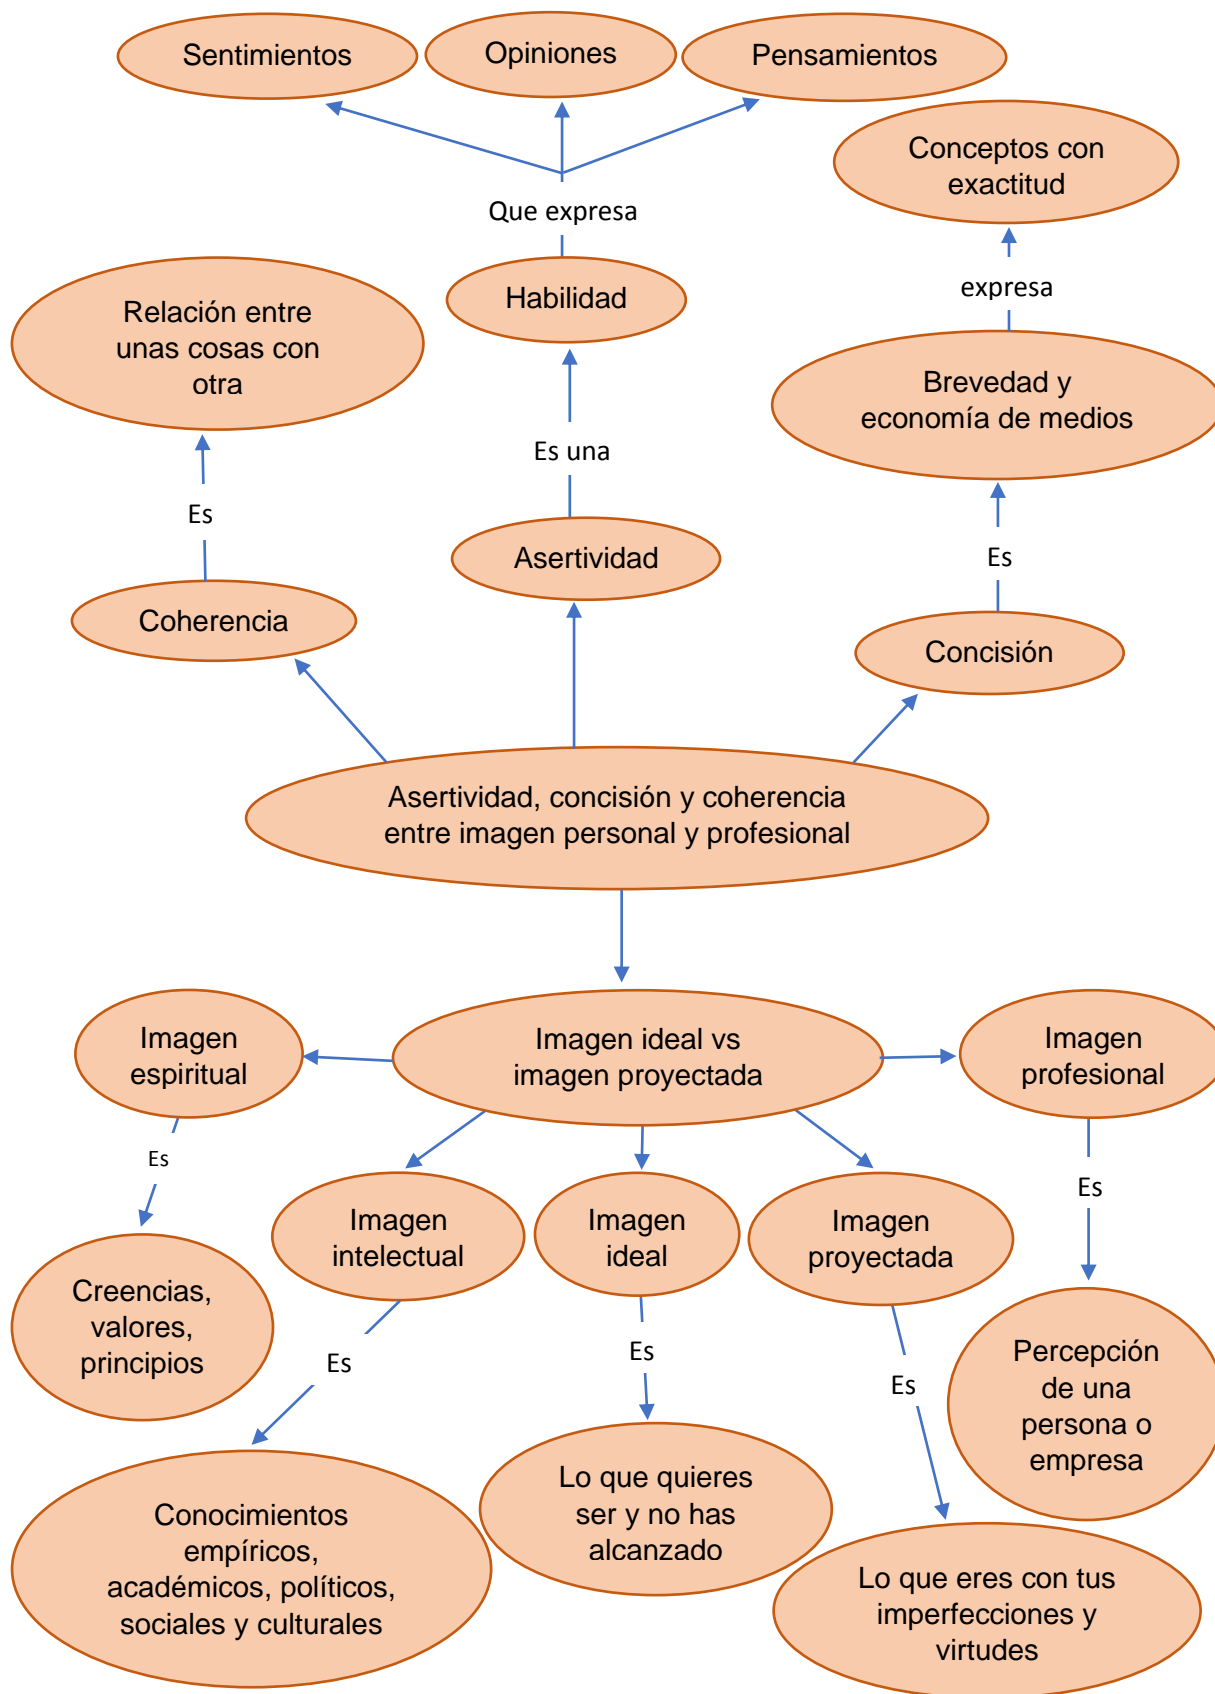 Sentimientos
Opiniones
Pensamientos
Conceptos con
exactitud
Que expresa
expresa
Habilidad
Relación entre
unas cosas con
otra
Brevedad y
economía de medios
Es una
Es
Es
Asertividad
Coherencia
Concisión
Asertividad, concisión y coherencia
entre imagen personal y profesional
Imagen
espiritual
Imagen ideal vs
imagen proyectada
Imagen
profesional
Es
Es
Imagen
intelectual
Imagen
ideal
Imagen
proyectada
Creencias,
valores,
principios
Es
Es
Es
Percepción
de una
persona o
empresa
Conocimientos
empíricos,
académicos, políticos,
sociales y culturales
Lo que quieres
ser y no has
alcanzado
Lo que eres con tus
imperfecciones y
virtudes